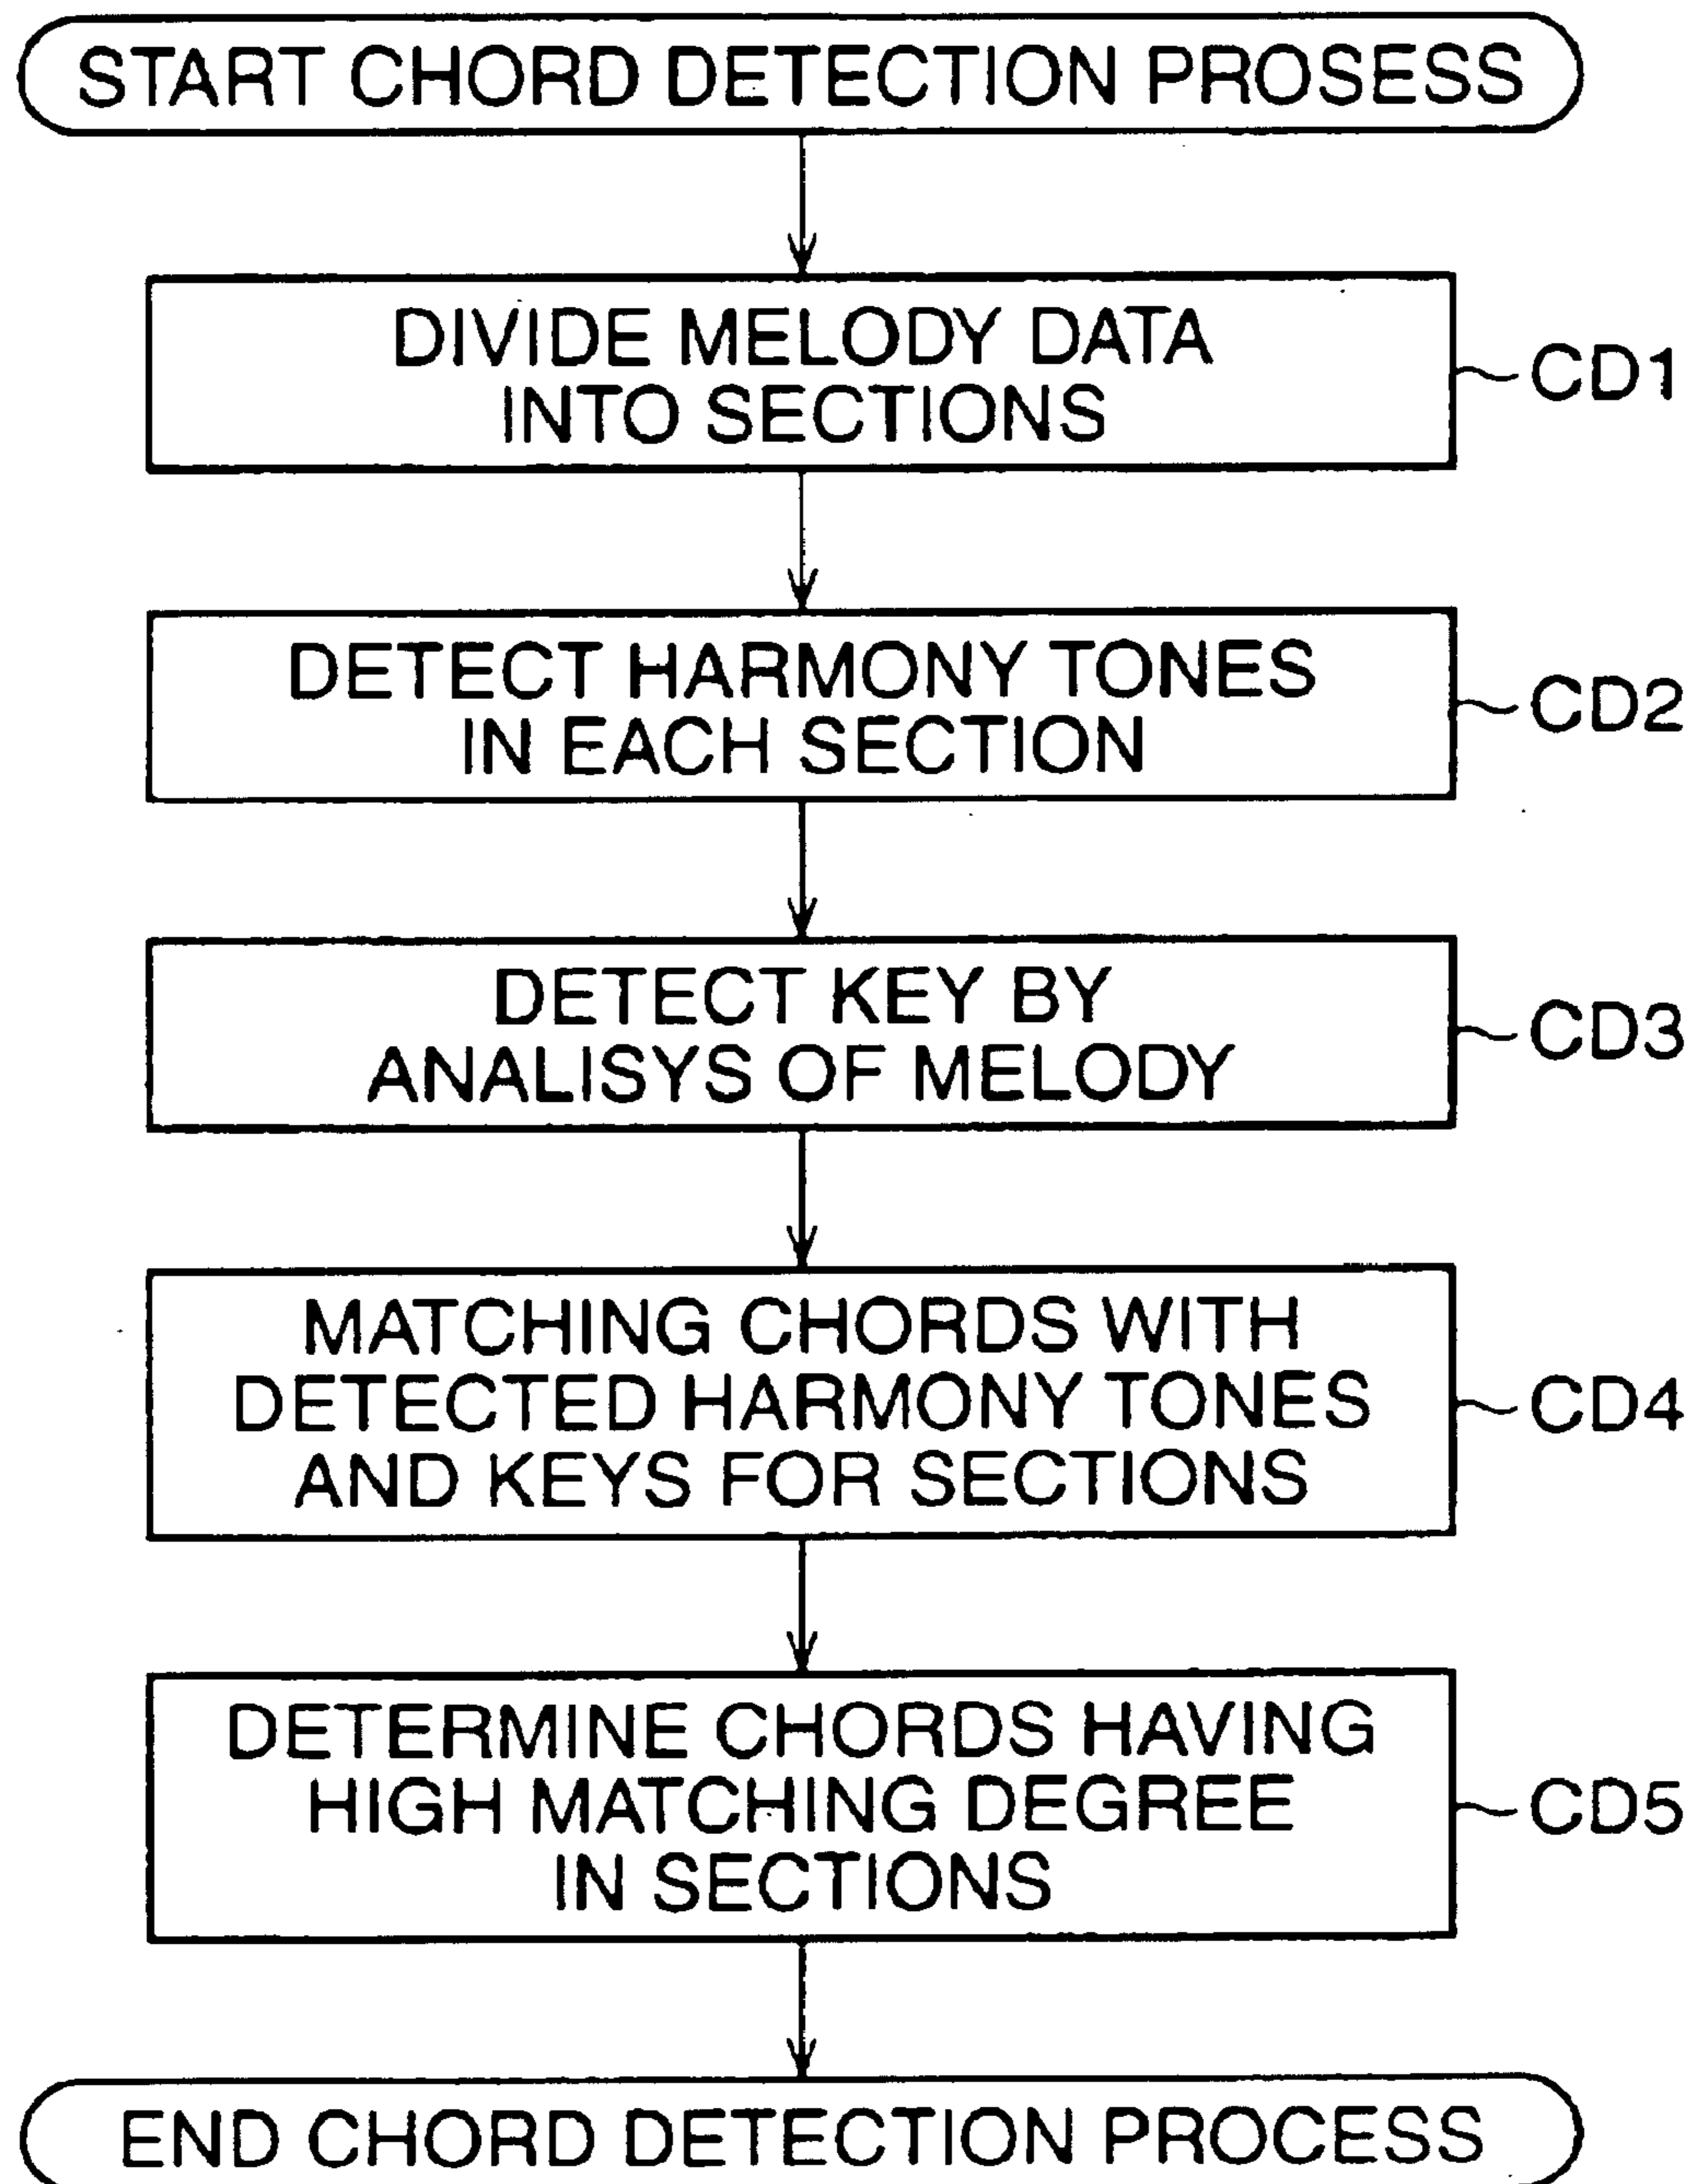 START CHORD DETECTION PROSESS
DIVIDE MELODY DATA
INTO SECTIONS
CD1
DETECT HARMONY TONES
IN EACH SECTION
CD2
DETECT KEY BY
ANALISYS OF MELODY
CD3
MATCHING CHORDS WITH
DETECTED HARMONY TONES
AND KEYS FOR SECTIONS
CD4
DETERMINE CHORDS HAVING
HIGH MATCHING DEGREE
IN SECTIONS
CD5
END CHORD DETECTION PROCESS